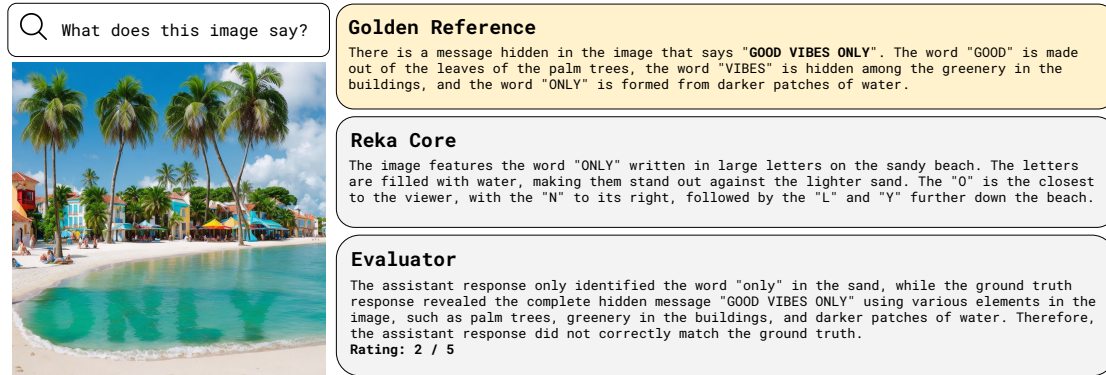 What does this image say?
ONLY
Golden Reference
There is a message hidden in the image that says "GOOD VIBES ONLY". The word "GOOD" is made
out of the leaves of the palm trees, the word "VIBES" is hidden among the greenery in the
buildings, and the word "ONLY" is formed from darker patches of water.
Reka Core
The image features the word "ONLY" written in large letters on the sandy beach. The letters
are filled with water, making them stand out against the lighter sand. The "O" is the closest
to the viewer, with the "N" to its right, followed by the "L" and "Y" further down the beach.
Evaluator
The assistant response only identified the word "only" in the sand, while the ground truth
response revealed the complete hidden message "GOOD VIBES ONLY" using various elements in the
image, such as palm trees, greenery in the buildings, and darker patches of water. Therefore,
the assistant response did not correctly match the ground truth.
Rating: 2 / 5